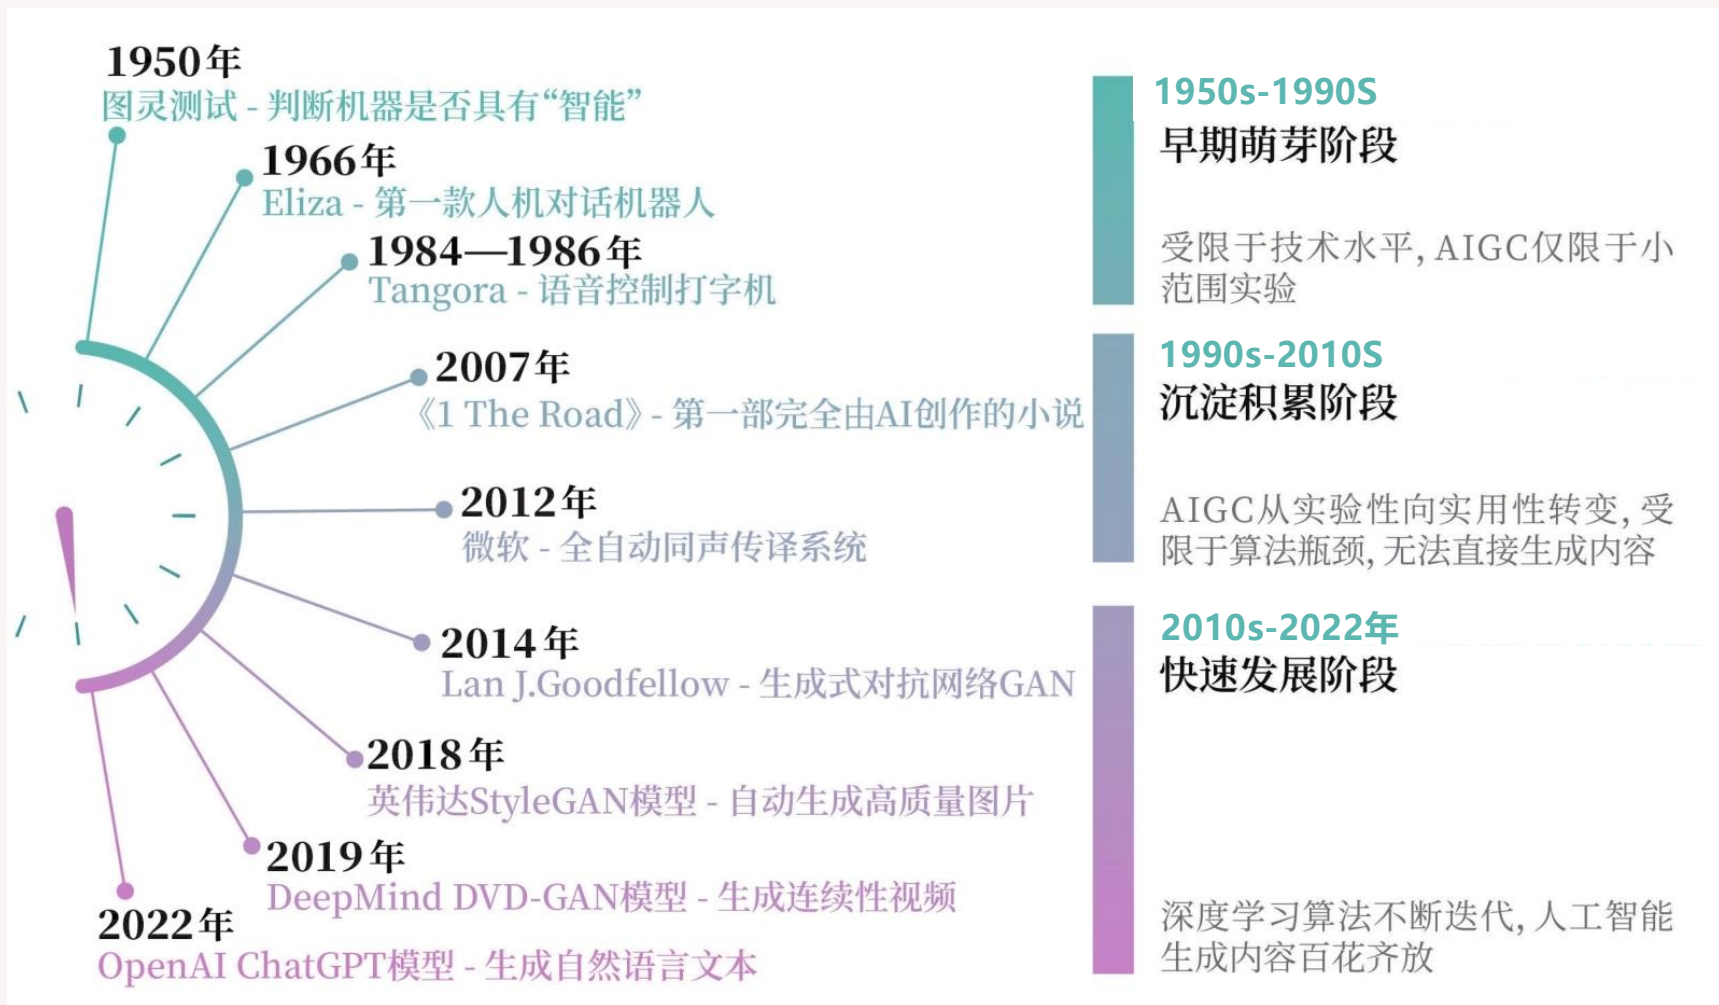 1950年
图灵测试 - 判断机器是否具有“智能”
1966年
Eliza - 第一款人机对话机器人
1984—1986年
Tangora - 语音控制打字机
2007年
《1 The Road》- 第一部完全由AI创作的小说
2012年
微软 - 全自动同声传译系统
2014年
Lan J.Goodfellow - 生成式对抗网络GAN
2018年
英伟达StyleGAN模型 - 自动生成高质量图片
2019年
DeepMind DVD-GAN模型 - 生成连续性视频
2022年
OpenAI ChatGPT模型 - 生成自然语言文本
1950s-1990S
早期萌芽阶段
受限于技术水平, AIGC仅限于小
范围实验
1990s-2010S
沉淀积累阶段
AIGC从实验性向实用性转变, 受
限于算法瓶颈, 无法直接生成内容
2010s-2022年
快速发展阶段
深度学习算法不断迭代, 人工智能
生成内容百花齐放